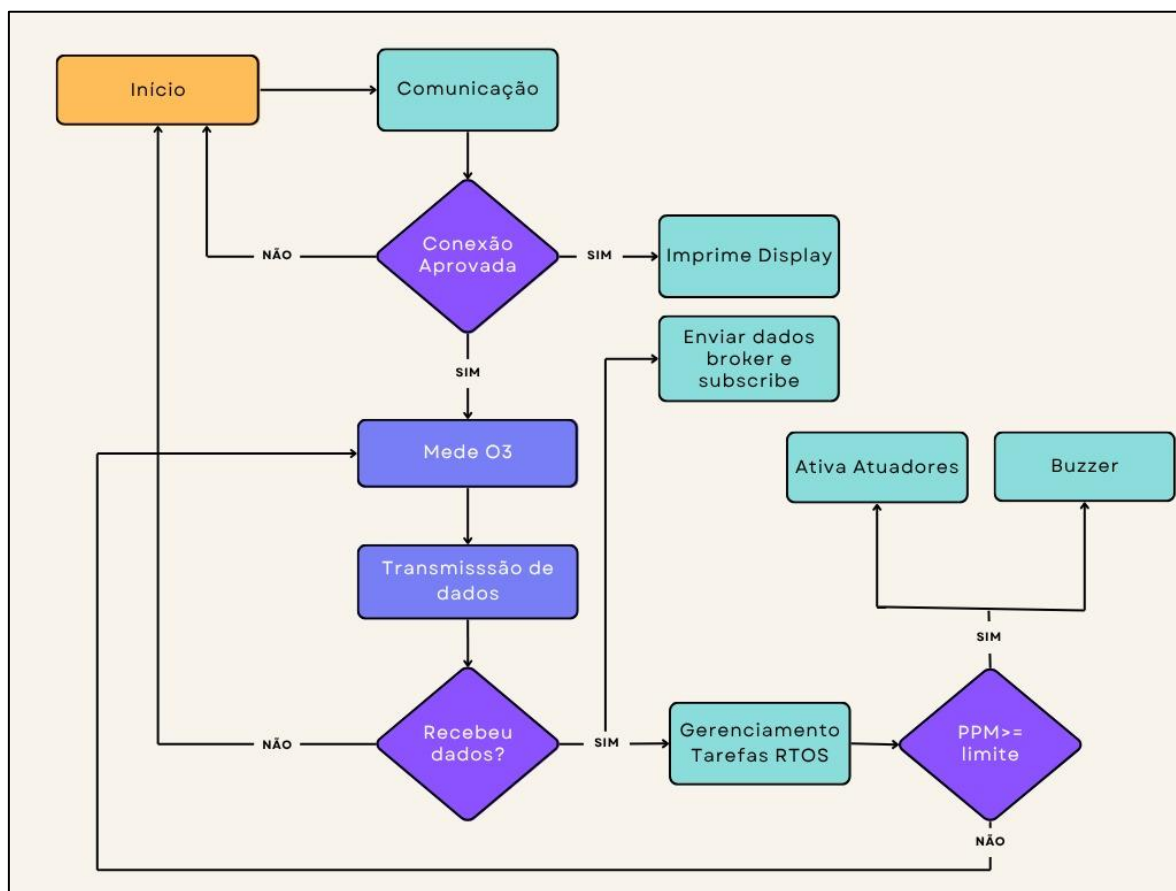 Início
Comunicação
Conexão
Aprovada
NÃO
SIM
Imprime Display
SIM
Enviar dados
broker e
subscribe
Mede O3
Ativa Atuadores
Buzzer
Transmisssão de
dados
SIM
Recebeu
dados?
NÃO
SIM
Gerenciamento
Tarefas RTOS
PPM>=
limite
NÃO